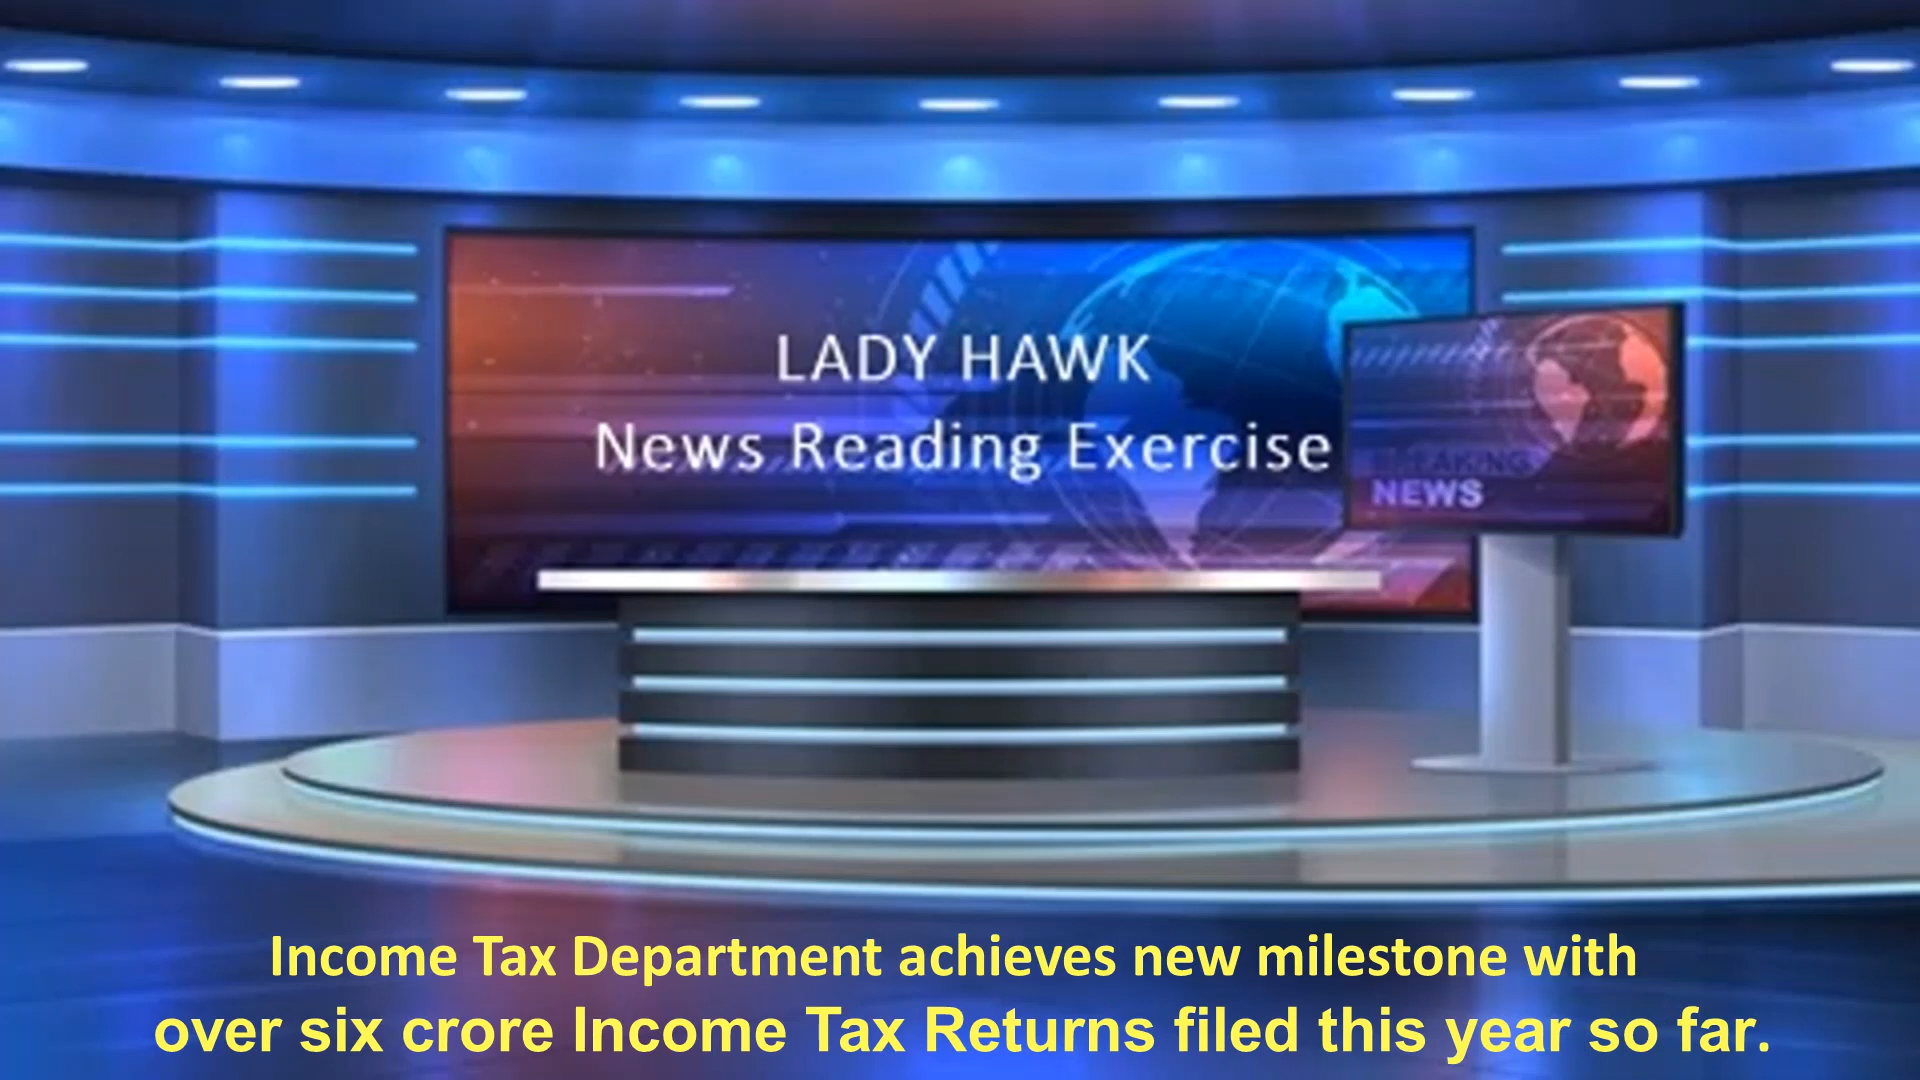 LADY HAWK
News Reading Exercise
BREAKING
NEWS
Income Tax Department achieves new milestone with
over six crore Income Tax Returns filed this year so far.